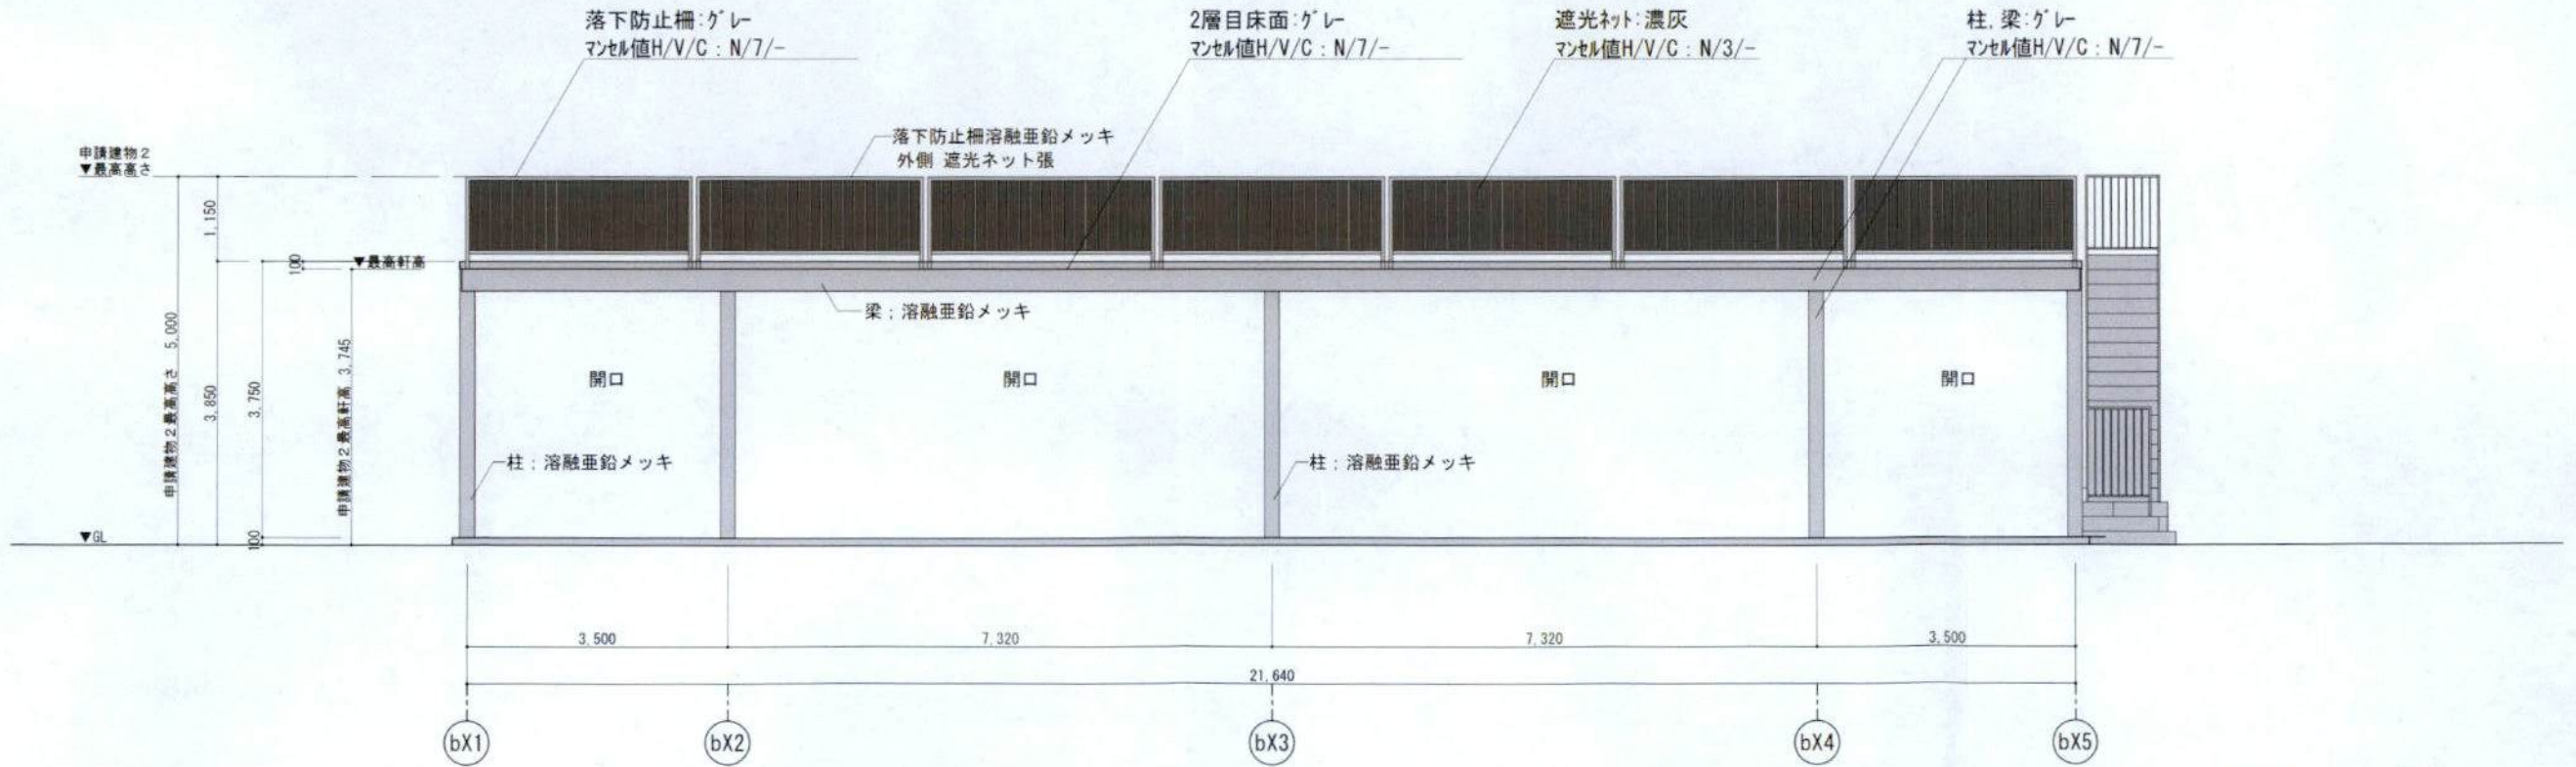 落下防止柵:グレー
マンセル値H/V/C : N/7/-
2層目床面:グレー
マンセル値H/V/C : N/7/-
遮光ネット:濃灰
マンセル値H/V/C : N/3/-
柱,梁:グレー
マンセル値H/V/C : N/7/-
落下防止柵溶融亜鉛メッキ
外側 遮光ネット張
申請建物2
▼最高高さ
1,150
100
▼最高軒高
梁：溶融亜鉛メッキ
申請建物2最高高さ 5,000
3,850
3,750
申請建物2最高軒高 3,745
開口
開口
開口
開口
柱：溶融亜鉛メッキ
柱：溶融亜鉛メッキ
▼GL
100
3,500
7,320
7,320
3,500
21,640
bX1
bX2
bX3
bX4
bX5